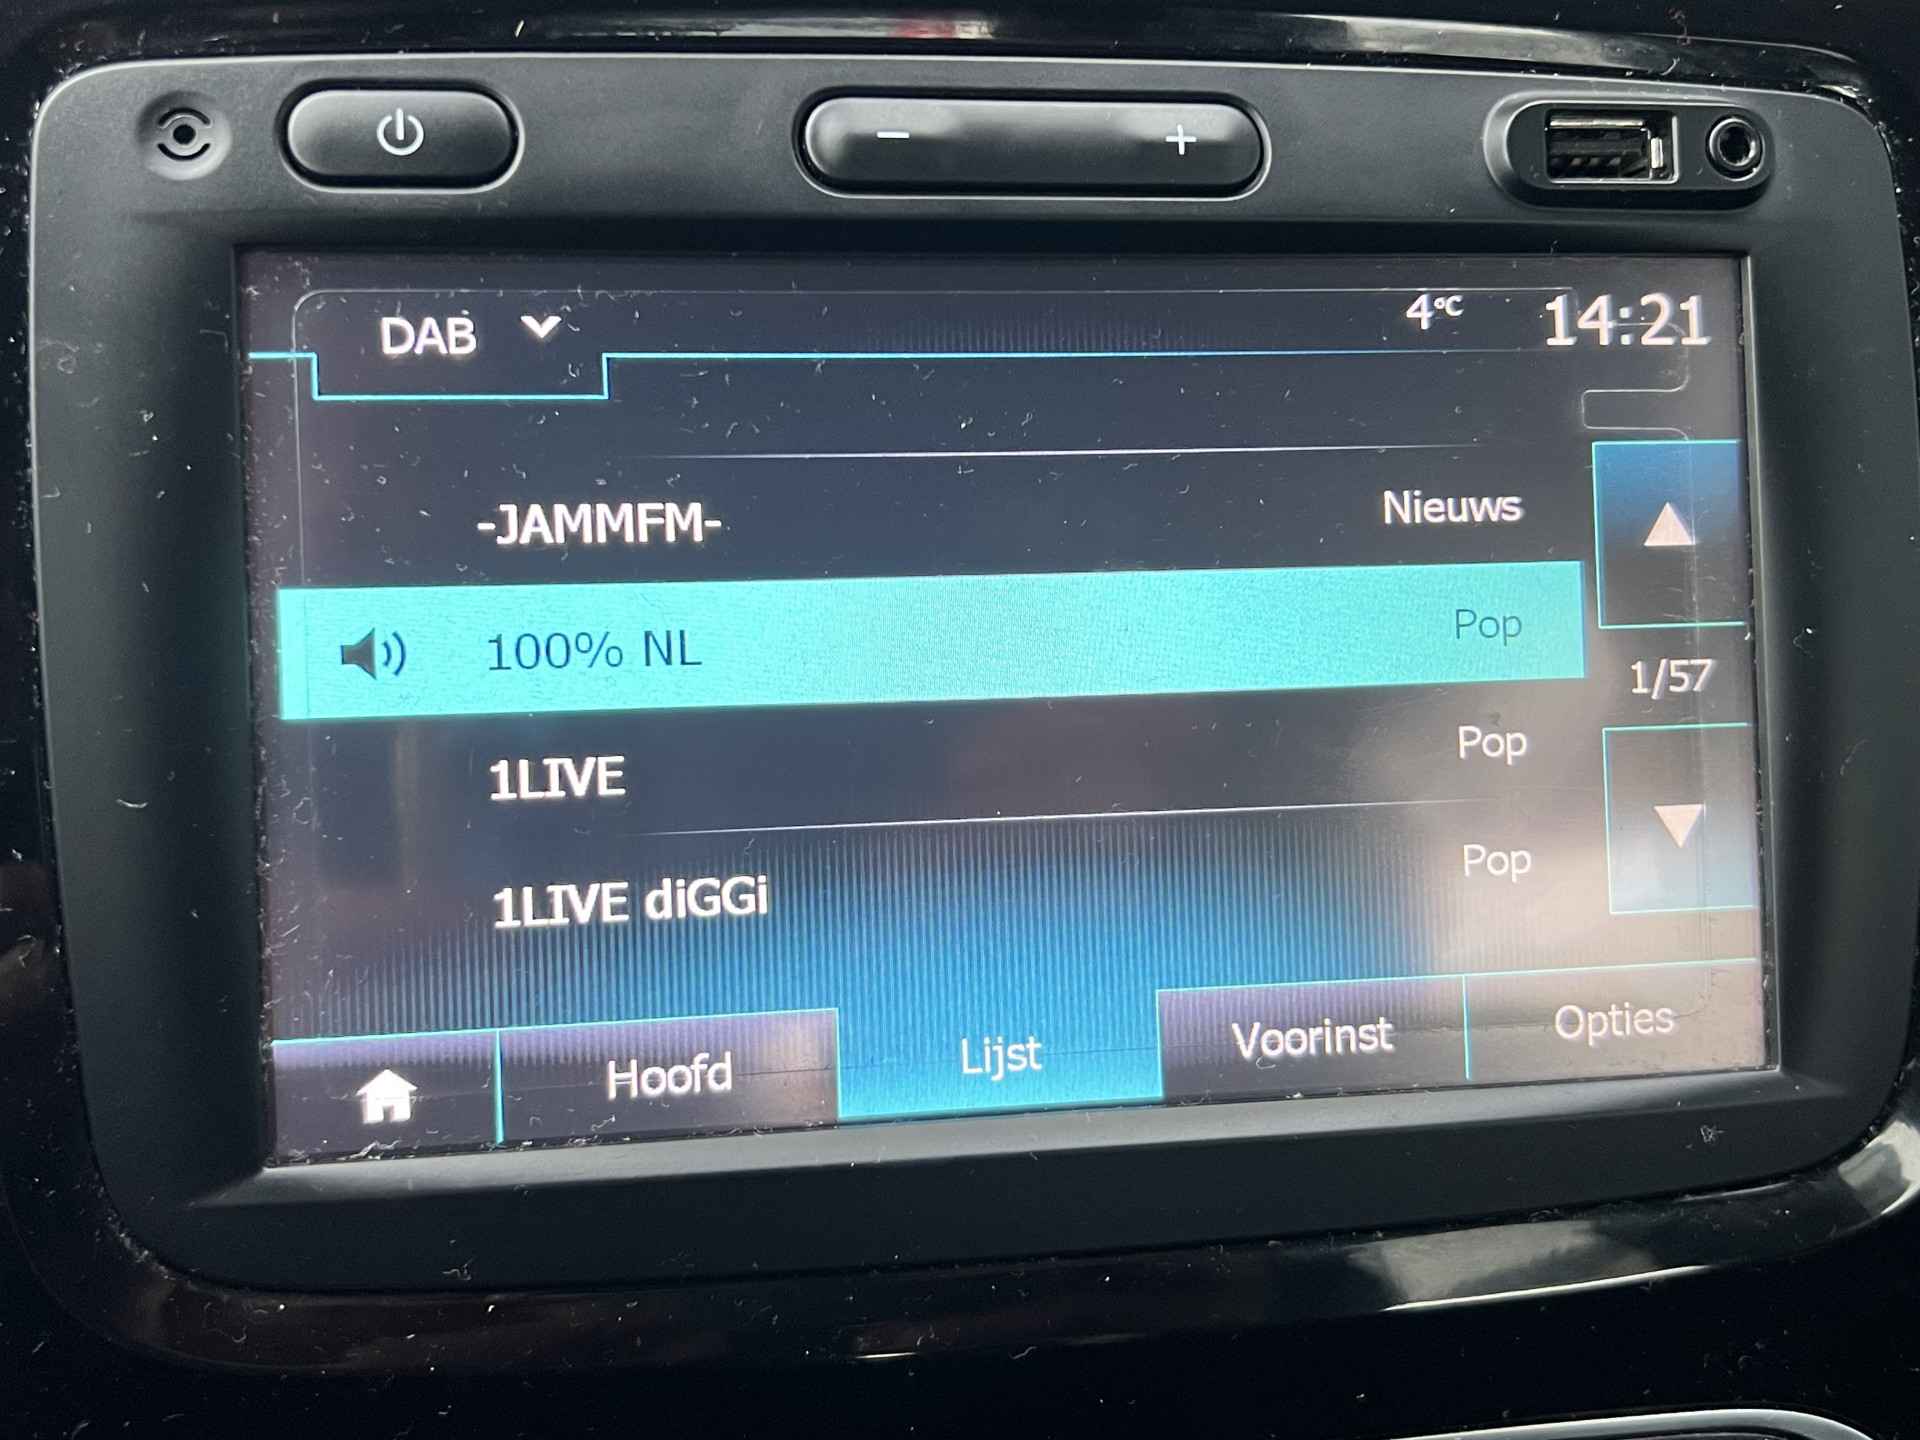 DAB 4°C 14:21
-JAMMFM- Nieuws
100% NL Pop
1/57
1LIVE Pop
1LIVE diGGi Pop
Hoofd Lijst Voorinst Opties